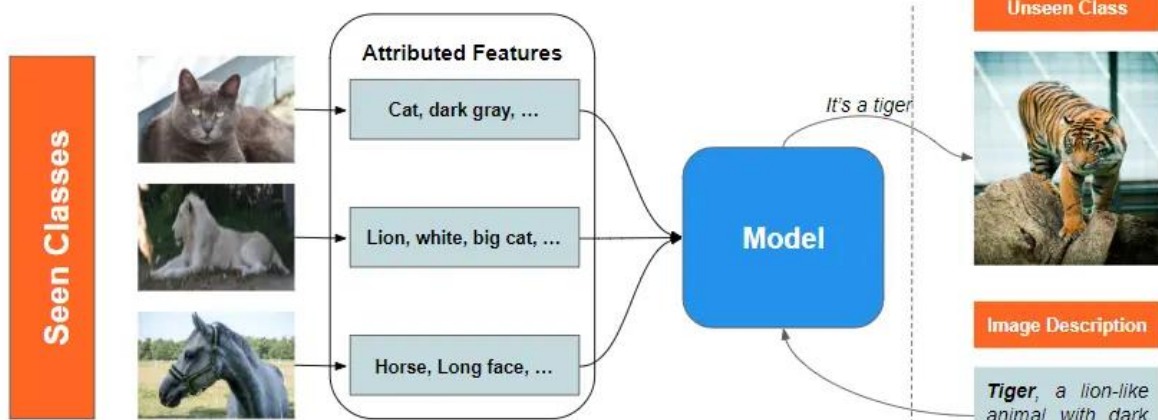 Unseen Class
Attributed Features
Seen Classes
Cat, dark gray, ...
Lion, white, big cat, ...
Horse, Long face, ...
Model
It's a tiger
Image Description
Tiger, a lion-like
animal with dark